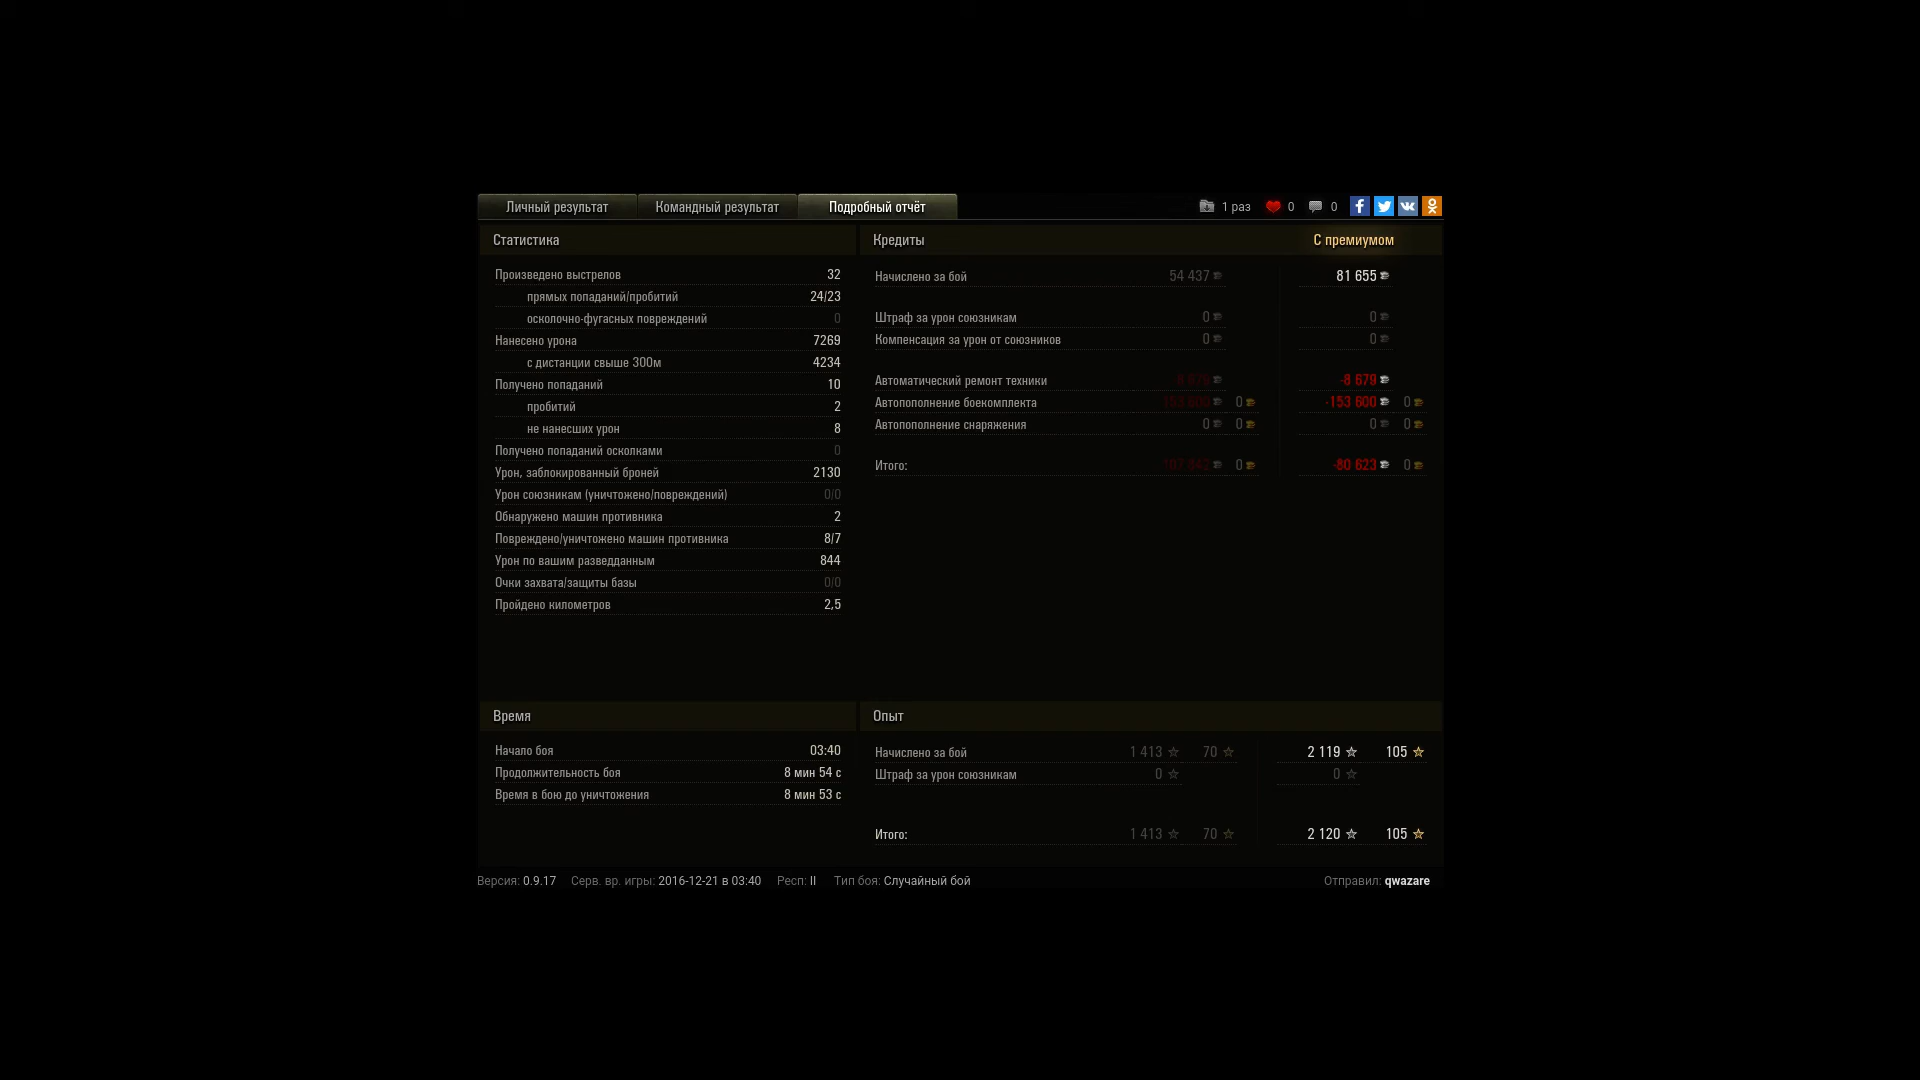 Личный результат Командный результат Подробный отчёт 1 раз 0 0
Статистика
Произведено выстрелов 32
прямых попаданий/пробитий 24/23
осколочно-фугасных повреждений 0
Нанесено урона 7269
с дистанции свыше 300м 4234
Получено попаданий 10
пробитий 2
не нанесших урон 8
Получено попаданий осколками 0
Урон, заблокированный броней 2130
Урон союзникам (уничтожено/повреждений) 0/0
Обнаружено машин противника 2
Повреждено/уничтожено машин противника 8/7
Урон по вашим разведданным 844
Очки захвата/защиты базы 0/0
Пройдено километров 2,5
Кредиты С премиумом
Начислено за бой 54 437 81 655
Штраф за урон союзникам 0 0
Компенсация за урон от союзников 0 0
Автоматический ремонт техники -8 679
Автопополнение боекомплекта 0 -153 600 0
Автопополнение снаряжения 0 0 0 0
Итого: 0 -80 623 0
Время
Начало боя 03:40
Продолжительность боя 8 мин 54 с
Время в бою до уничтожения 8 мин 53 с
Опыт
Начислено за бой 1 413 70 2 119 105
Штраф за урон союзникам 0 0
Итого: 1 413 70 2 120 105
Версия: 0.9.17 Серв. вр. игры: 2016-12-21 в 03:40 Респ: II Тип боя: Случайный бой Отправил: qwazare